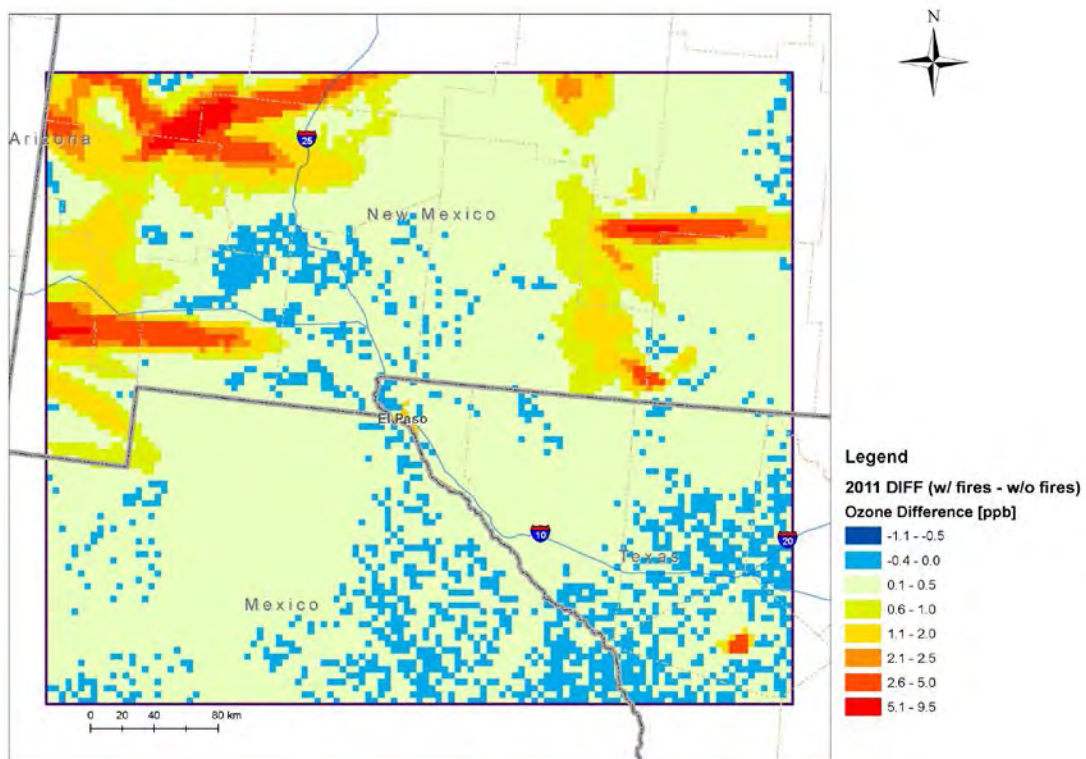 N
Arizona
25
New Mexico
El Paso
10
Texas
20
Mexico
0 20 40 80 km
Legend
2011 DIFF (w/ fires - w/o fires)
Ozone Difference [ppb]
-1.1 - -0.5
-0.4 - 0.0
0.1 - 0.5
0.6 - 1.0
1.1 - 2.0
2.1 - 2.5
2.6 - 5.0
5.1 - 9.5